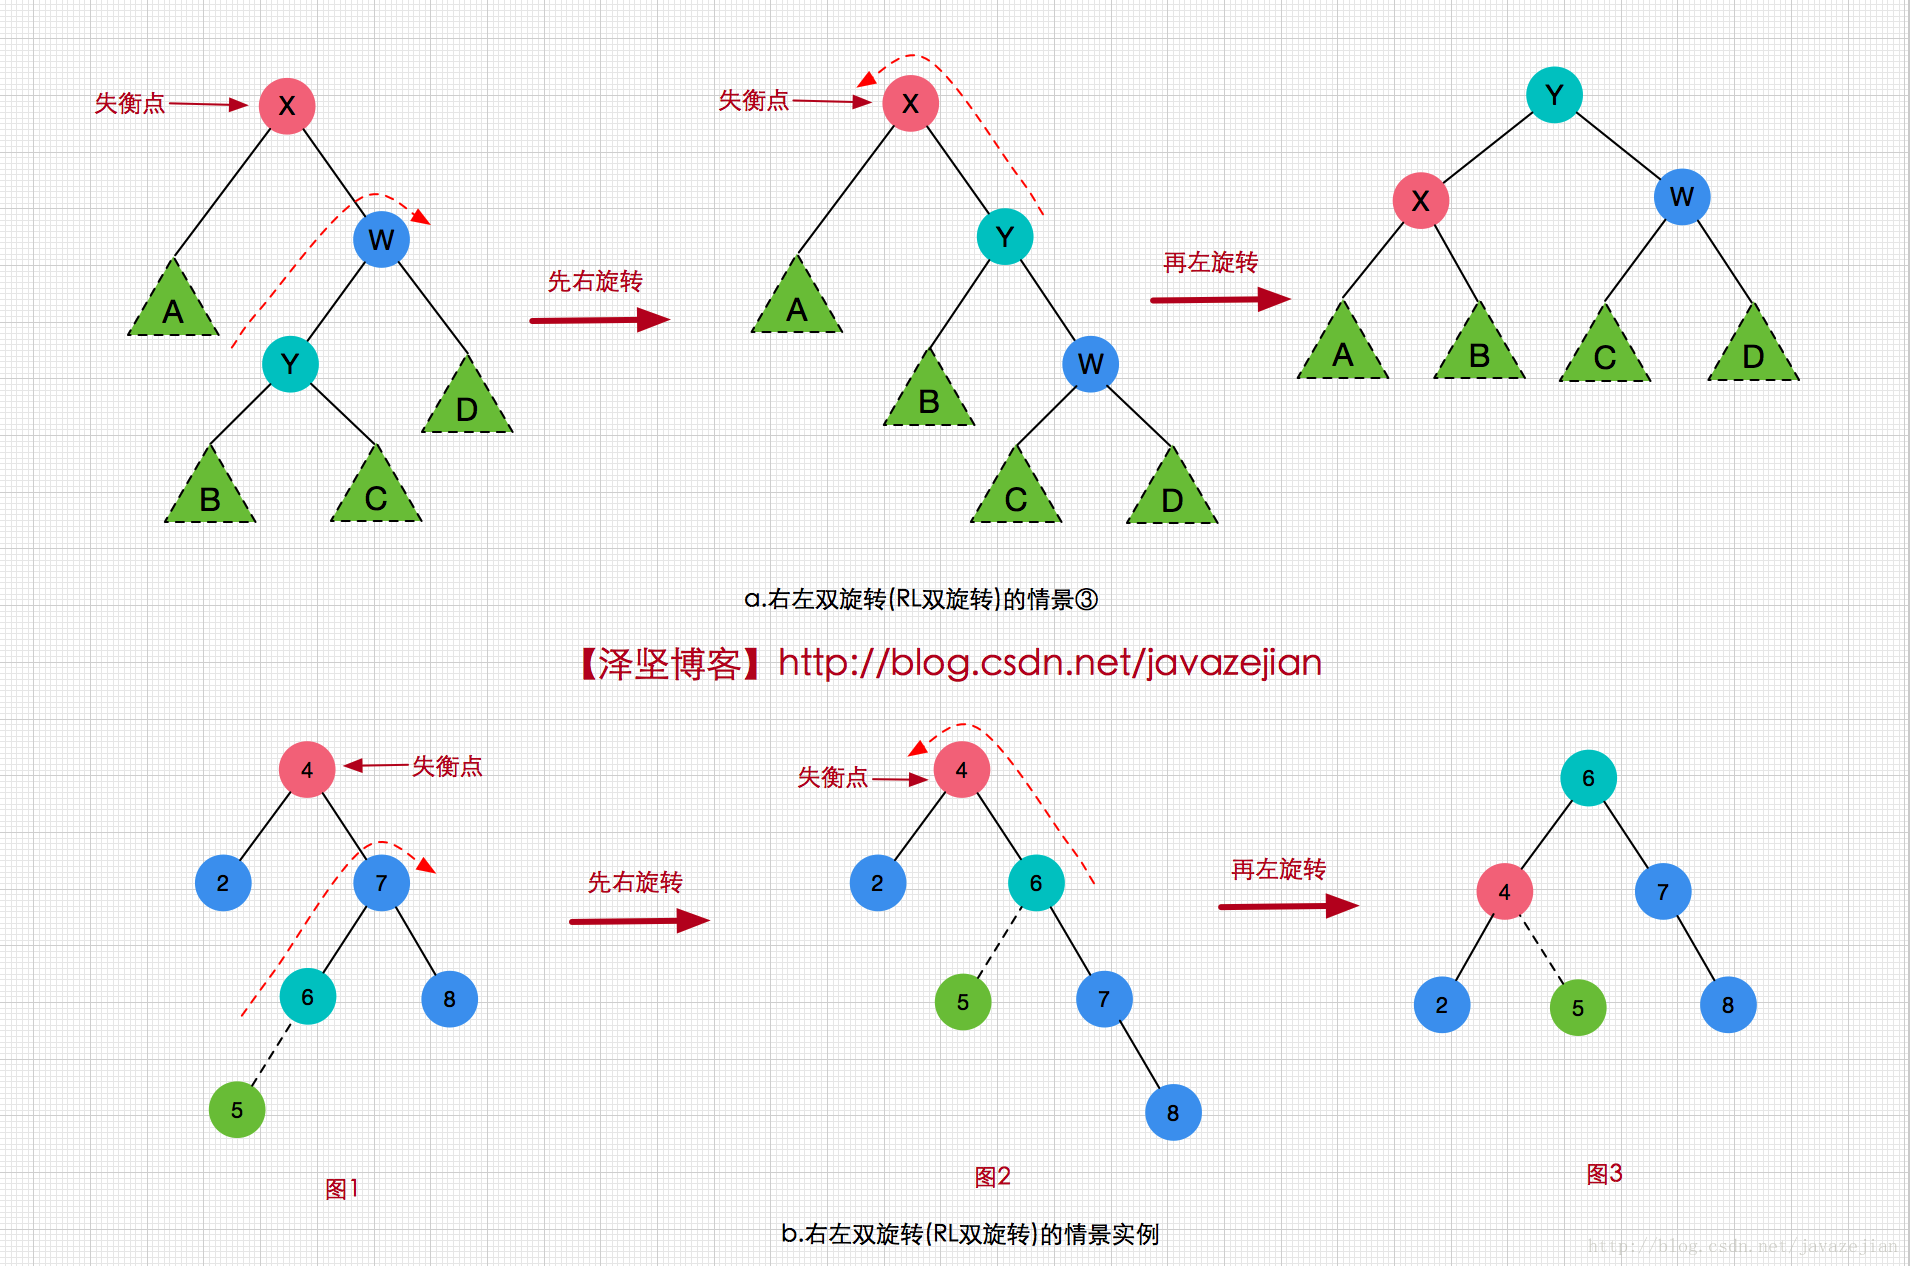 失衡点
X
W
A
Y
D
B
C
先右旋转
失衡点
X
Y
A
B
W
C
D
再左旋转
Y
X
W
A
B
C
D
a.右左双旋转(RL双旋转)的情景③
【泽坚博客】http://blog.csdn.net/javazejian
4
失衡点
2
7
6
8
5
图1
先右旋转
失衡点
4
2
6
5
7
8
图2
再左旋转
6
4
7
2
5
8
图3
b.右左双旋转(RL双旋转)的情景实例
http://blog.csdn.net/javazejian